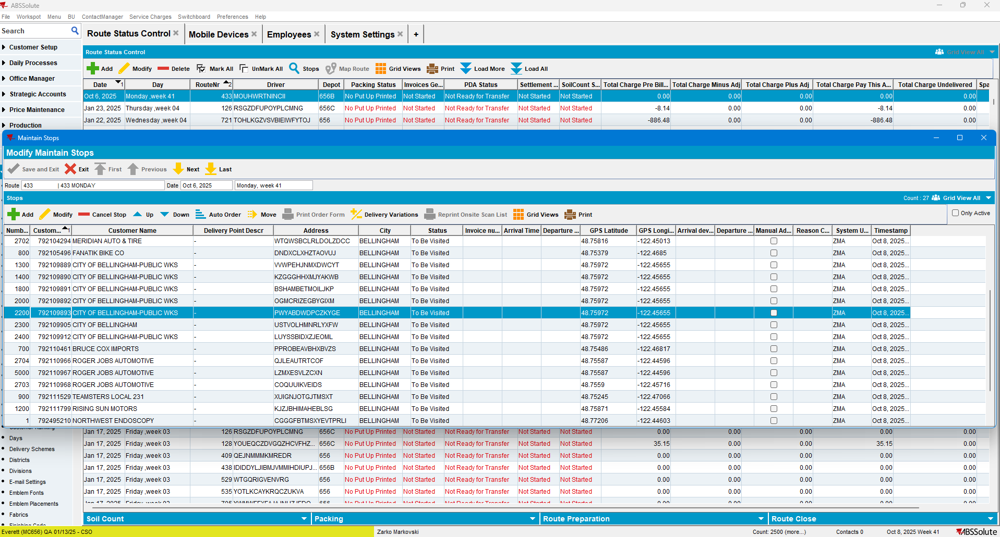 ABSSolute
File Workspot Menu BU ContactManager Service Charges Switchboard Preferences Help
Search
Route Status Control Mobile Devices Employees System Settings +
Customer Setup
Daily Processes
Office Manager
Strategic Accounts
Price Maintenance
Production
Route Status Control Grid View All
Add Modify Delete Mark All UnMark All Stops Map Route Grid Views Print Load More Load All
Date 1 Day RouteNr 2 Driver Depot Packing Status Invoices Ge... PDA Status Settlement ... SoilCount S... Total Charge Pre Bill... Total Charge Minus Adj Total Charge Plus Adj Total Charge Pay This A... Total Charge Undelivered Spa
Oct 6, 2025 Monday ,week 41 433 MOUHWRTNINCII 656B No Put Up Printed Not Started Not Ready for Transfer Not Started Not Started 0.00 0.00 0.00 0.00 0.00
Jan 23, 2025 Thursday ,week 04 126 RSGZDFUPOYPLCMNG 656C No Put Up Printed Not Started Not Ready for Transfer Not Started Not Started -8.14 0.00 0.00 -8.14 0.00
Jan 22, 2025 Wednesday ,week 04 721 TOHLKGZVSVBIEIWFYTOJ 656 No Put Up Printed Not Started Not Ready for Transfer Not Started Not Started -886.48 0.00 0.00 -886.48 0.00
Maintain Stops
Modify Maintain Stops
Save and Exit Exit First Previous Next Last
Route 433 | 433 MONDAY Date Oct 6, 2025 Monday, week 41
Stops Count : 27 Grid View All
Add Modify Cancel Stop Up Down Auto Order Move Print Order Form Delivery Variations Reprint Onsite Scan List Grid Views Print Only Active
Numb... Custom... 1 Customer Name Delivery Point Descr Address City Status Invoice nu... Arrival Time Departure ... GPS Latitude GPS Longi... Arrival dev... Departure ... Manual Ad... Reason C... System U... Timestamp
2702 792104294 MERIDIAN AUTO & TIRE - WTQWSBCLRLDOLZDCC BELLINGHAM To Be Visited 48.75816 -122.45013 ZMA Oct 8, 2025...
800 792105496 FANATIK BIKE CO - DNDXCLXHZTAOVUJ BELLINGHAM To Be Visited 48.75379 -122.4685 ZMA Oct 8, 2025...
1300 792109889 CITY OF BELLINGHAM-PUBLIC WKS - VVWPEHJNMXDWCYT BELLINGHAM To Be Visited 48.75972 -122.45655 ZMA Oct 8, 2025...
1400 792109890 CITY OF BELLINGHAM-PUBLIC WKS - KZGGGHHXMJYAKWB BELLINGHAM To Be Visited 48.75972 -122.45655 ZMA Oct 8, 2025...
1800 792109891 CITY OF BELLINGHAM-PUBLIC WKS - BSHAMBETMOILJKP BELLINGHAM To Be Visited 48.75972 -122.45655 ZMA Oct 8, 2025...
2000 792109892 CITY OF BELLINGHAM-PUBLIC WKS - OGMCRIZEGBYGIXM BELLINGHAM To Be Visited 48.75972 -122.45655 ZMA Oct 8, 2025...
2200 792109893 CITY OF BELLINGHAM-PUBLIC WKS - PWYABDWDPCZKYGE BELLINGHAM To Be Visited 48.75972 -122.45655 ZMA Oct 8, 2025...
2300 792109905 CITY OF BELLINGHAM - USTVOLHMNRLYXFW BELLINGHAM To Be Visited 48.75972 -122.45655 ZMA Oct 8, 2025...
2400 792109912 CITY OF BELLINGHAM-PUBLIC WKS - LUYSSBIDXZJEOML BELLINGHAM To Be Visited 48.75972 -122.45655 ZMA Oct 8, 2025...
700 792110461 BRUCE COX IMPORTS - PPROBEAVBHXBVZS BELLINGHAM To Be Visited 48.75486 -122.46817 ZMA Oct 8, 2025...
2704 792110966 ROGER JOBS AUTOMOTIVE - QJLEAUTRTCOF BELLINGHAM To Be Visited 48.75587 -122.44596 ZMA Oct 8, 2025...
5000 792110967 ROGER JOBS AUTOMOTIVE - LZMXESVLZCXN BELLINGHAM To Be Visited 48.75587 -122.44596 ZMA Oct 8, 2025...
2703 792110968 ROGER JOBS AUTOMOTIVE - COQUUIKVEIDS BELLINGHAM To Be Visited 48.7559 -122.45716 ZMA Oct 8, 2025...
900 792111529 TEAMSTERS LOCAL 231 - XUIGNJOTGJTMSXT BELLINGHAM To Be Visited 48.75245 -122.47066 ZMA Oct 8, 2025...
1200 792111799 RISING SUN MOTORS - KJZJBHIMAHEBLSG BELLINGHAM To Be Visited 48.75871 -122.45584 ZMA Oct 8, 2025...
1 792495210 NORTHWEST ENDOSCOPY - CGGGFBTMSXYEVTPRLI BELLINGHAM To Be Visited 48.77206 -122.44603 ZMA Oct 8, 2025...
Jan 17, 2025 Friday ,week 03 126 RSGZDFUPOYPLCMNG 656C No Put Up Printed Not Started Not Ready for Transfer Not Started Not Started 0.00 0.00 0.00 0.00 0.00
Days
Jan 17, 2025 Friday ,week 03 128 YOUEQCZDVGQZHCVFHZ... 656C No Put Up Printed Not Started Not Ready for Transfer Not Started Not Started 35.15 0.00 0.00 35.15 0.00
Delivery Schemes
Jan 17, 2025 Friday ,week 03 409 QEJNMMMKMREDR 656 No Put Up Printed Not Started Not Ready for Transfer Not Started Not Started 0.00 0.00 0.00 0.00 0.00
Districts
Jan 17, 2025 Friday ,week 03 438 IDIDDYLJIBMJVMMIHDIUPJ... 656B No Put Up Printed Not Started Not Ready for Transfer Not Started Not Started 0.00 0.00 0.00 0.00 0.00
Divisions
Jan 17, 2025 Friday ,week 03 529 WTGQRIGVENVRG 656 No Put Up Printed Not Started Not Ready for Transfer Not Started Not Started 0.00 0.00 0.00 0.00 0.00
E-mail Settings
Jan 17, 2025 Friday ,week 03 535 YOTLKCAYKRQCZUKVA 656 No Put Up Printed Not Started Not Ready for Transfer Not Started Not Started 0.00 0.00 0.00 0.00 0.00
Emblem Fonts
Emblem Placements
Fabrics
Soil Count Packing Route Preparation Route Close
Everett (MC656) QA 01/13/25 - CSO Zarko Markovski Count: 2500 (more...) Contacts 0 Oct 8, 2025 Week 41 ABSSolute